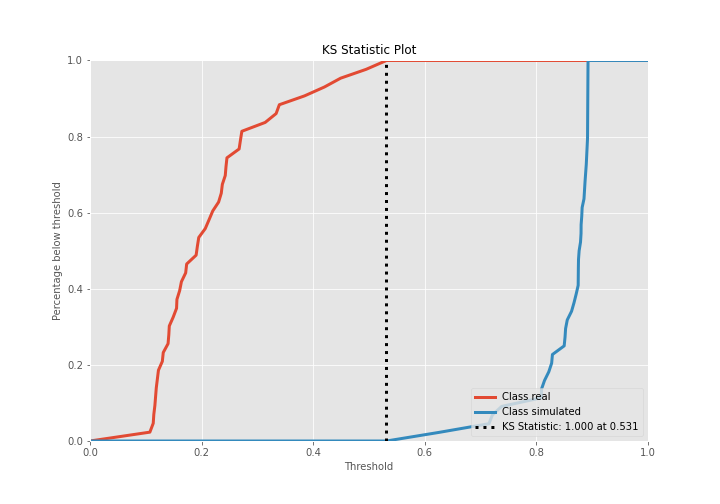 KS Statistic Plot
1.0
0.8
0.6
0.4
0.2
0.0
Percentage below threshold
Class real
Class simulated
KS Statistic: 1.000 at 0.531
0.0 0.2 0.4 0.6 0.8 1.0
Threshold